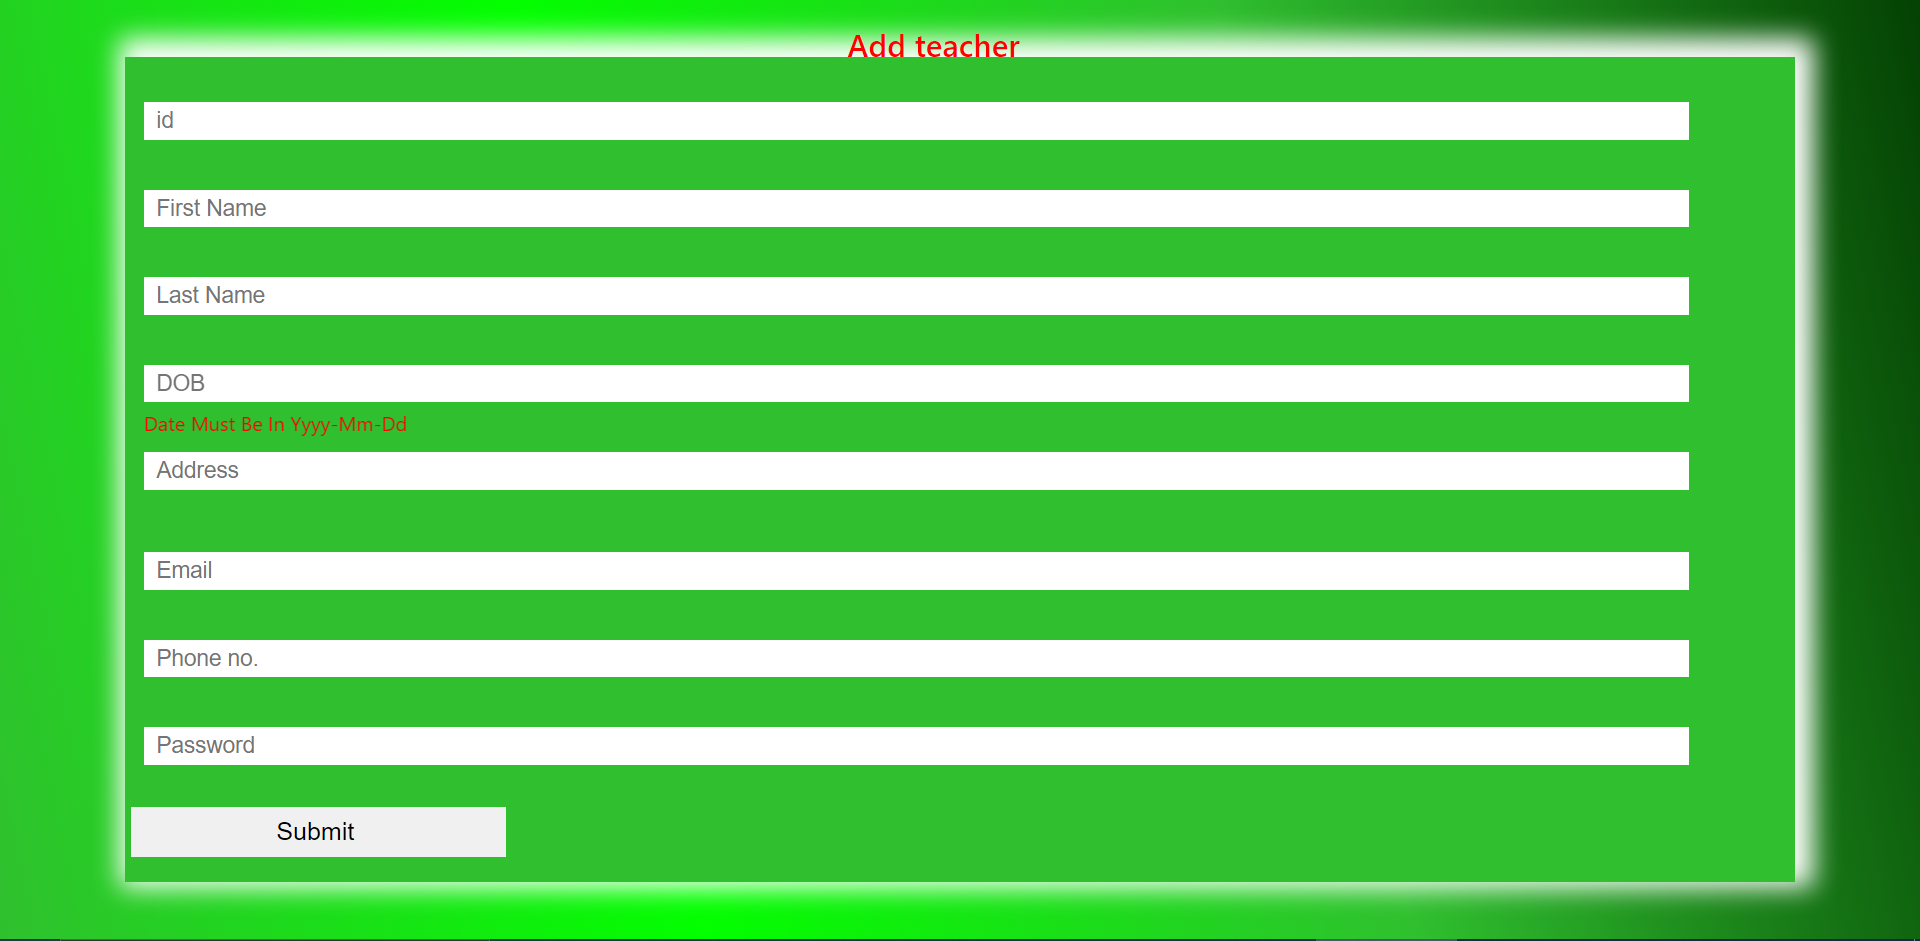 Add teacher
id
First Name
Last Name
DOB
Date Must Be In Yyyy-Mm-Dd
Address
Email
Phone no.
Password
Submit